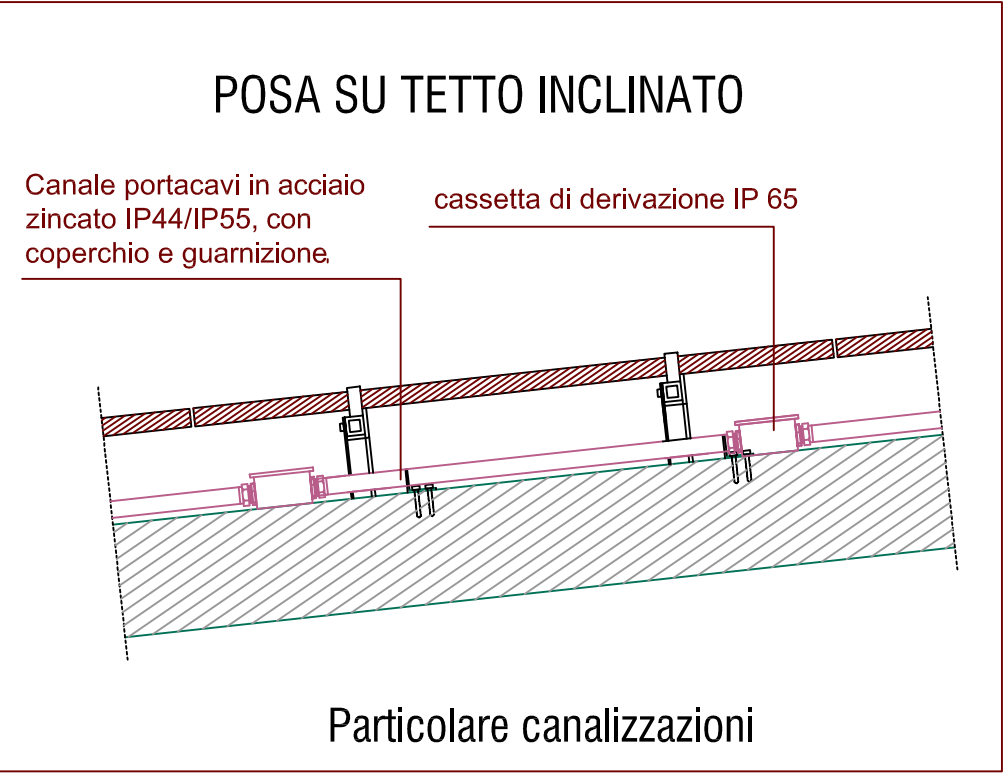 POSA SU TETTO INCLINATO
Canale portacavi in acciaio
zincato IP44/IP55, con
coperchio e guarnizione.
cassetta di derivazione IP 65
Particolare canalizzazioni